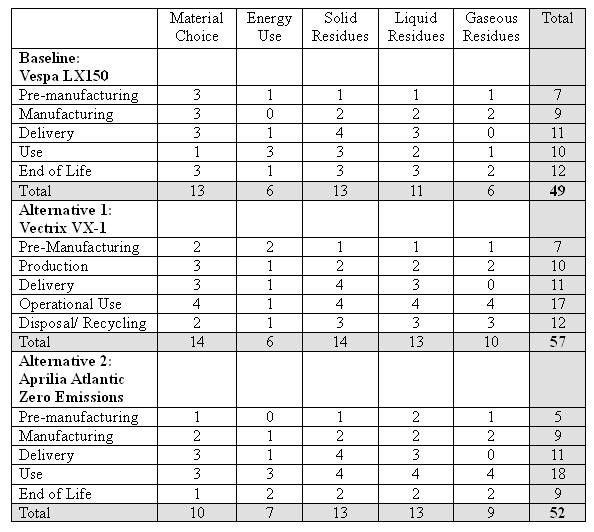 Material Energy Solid Liquid Gaseous Total
Choice Use Residues Residues Residues
Baseline:
Vespa LX150
Pre-manufacturing 3 1 1 1 1 7
Manufacturing 3 0 2 2 2 9
Delivery 3 1 4 3 0 11
Use 1 3 3 2 1 10
End of Life 3 1 3 3 2 12
Total 13 6 13 11 6 49
Alternative 1:
Vectrix VX-1
Pre-Manufacturing 2 2 1 1 1 7
Production 3 1 2 2 2 10
Delivery 3 1 4 3 0 11
Operational Use 4 1 4 4 4 17
Disposal/ Recycling 2 1 3 3 3 12
Total 14 6 14 13 10 57
Alternative 2:
Aprilia Atlantic
Zero Emissions
Pre-manufacturing 1 0 1 2 1 5
Manufacturing 2 1 2 2 2 9
Delivery 3 1 4 3 0 11
Use 3 3 4 4 4 18
End of Life 1 2 2 2 2 9
Total 10 7 13 13 9 52